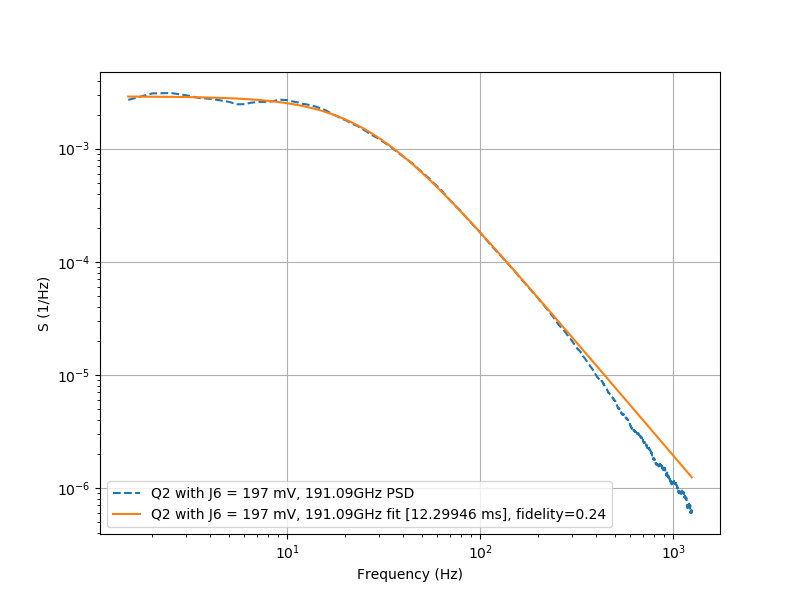 S (1/Hz)
10⁻³
10⁻⁴
10⁻⁵
10⁻⁶
Q2 with J6 = 197 mV, 191.09GHz PSD
Q2 with J6 = 197 mV, 191.09GHz fit [12.29946 ms], fidelity=0.24
10¹ 10² 10³
Frequency (Hz)